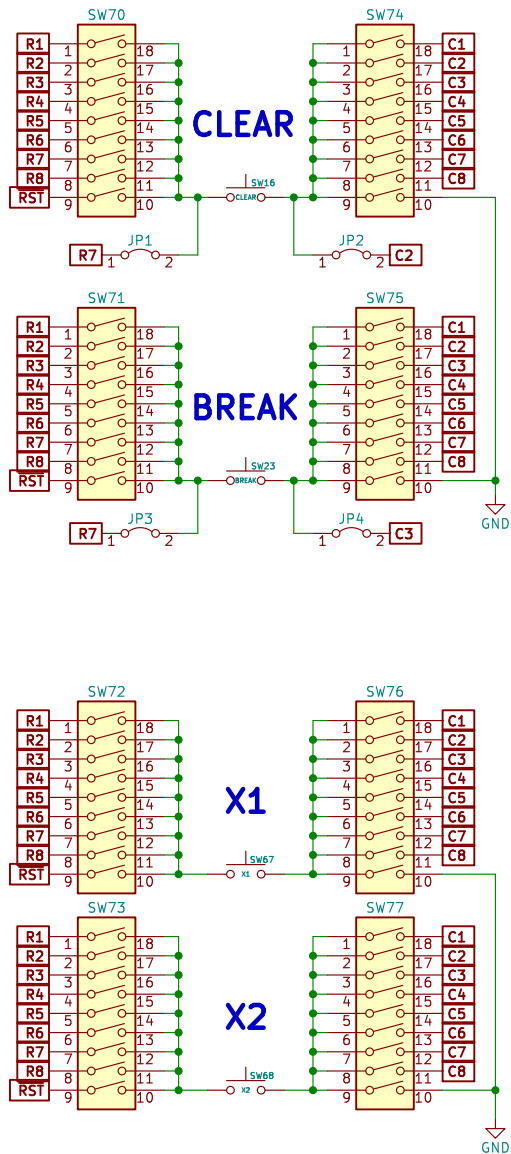 SW70 SW74
R1 1 18 1 18 C1
R2 2 17 2 17 C2
R3 3 16 3 16 C3
R4 4 15 4 15 C4
R5 5 14 5 14 C5
R6 6 13 6 13 C6
R7 7 12 7 12 C7
R8 8 11 8 11 C8
RST 9 10 9 10
CLEAR
SW16
CLEAR
JP1 JP2
R7 1 2 1 2 C2
SW71 SW75
R1 1 18 1 18 C1
R2 2 17 2 17 C2
R3 3 16 3 16 C3
R4 4 15 4 15 C4
R5 5 14 5 14 C5
R6 6 13 6 13 C6
R7 7 12 7 12 C7
R8 8 11 8 11 C8
RST 9 10 9 10
BREAK
SW23
BREAK
GND
JP3 JP4
R7 1 2 1 2 C3
SW72 SW76
R1 1 18 1 18 C1
R2 2 17 2 17 C2
R3 3 16 3 16 C3
R4 4 15 4 15 C4
R5 5 14 5 14 C5
R6 6 13 6 13 C6
R7 7 12 7 12 C7
R8 8 11 8 11 C8
RST 9 10 9 10
X1
SW67
X1
SW73 SW77
R1 1 18 1 18 C1
R2 2 17 2 17 C2
R3 3 16 3 16 C3
R4 4 15 4 15 C4
R5 5 14 5 14 C5
R6 6 13 6 13 C6
R7 7 12 7 12 C7
R8 8 11 8 11 C8
RST 9 10 9 10
X2
SW68
X2
GND